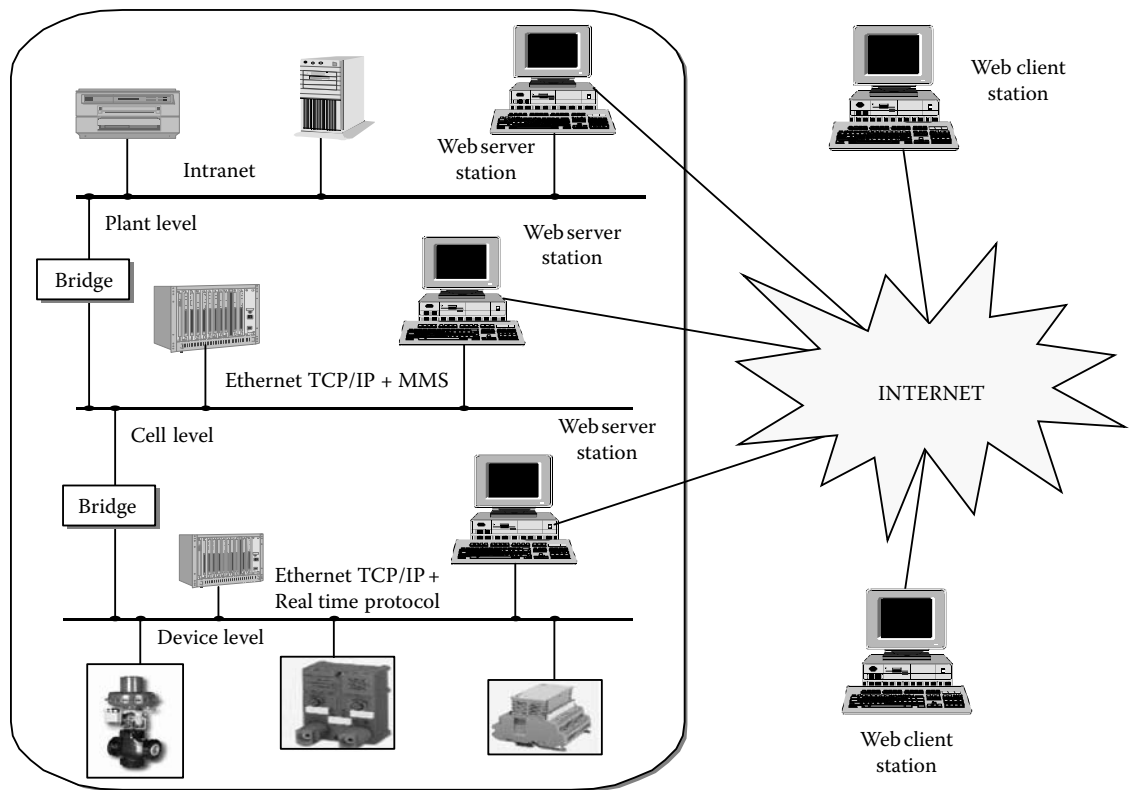 Web client
station
Intranet
Web server
station
Plant level
Web server
station
Bridge
Ethernet TCP/IP + MMS
INTERNET
Cell level
Web server
station
Bridge
Ethernet TCP/IP +
Real time protocol
Device level
Web client
station